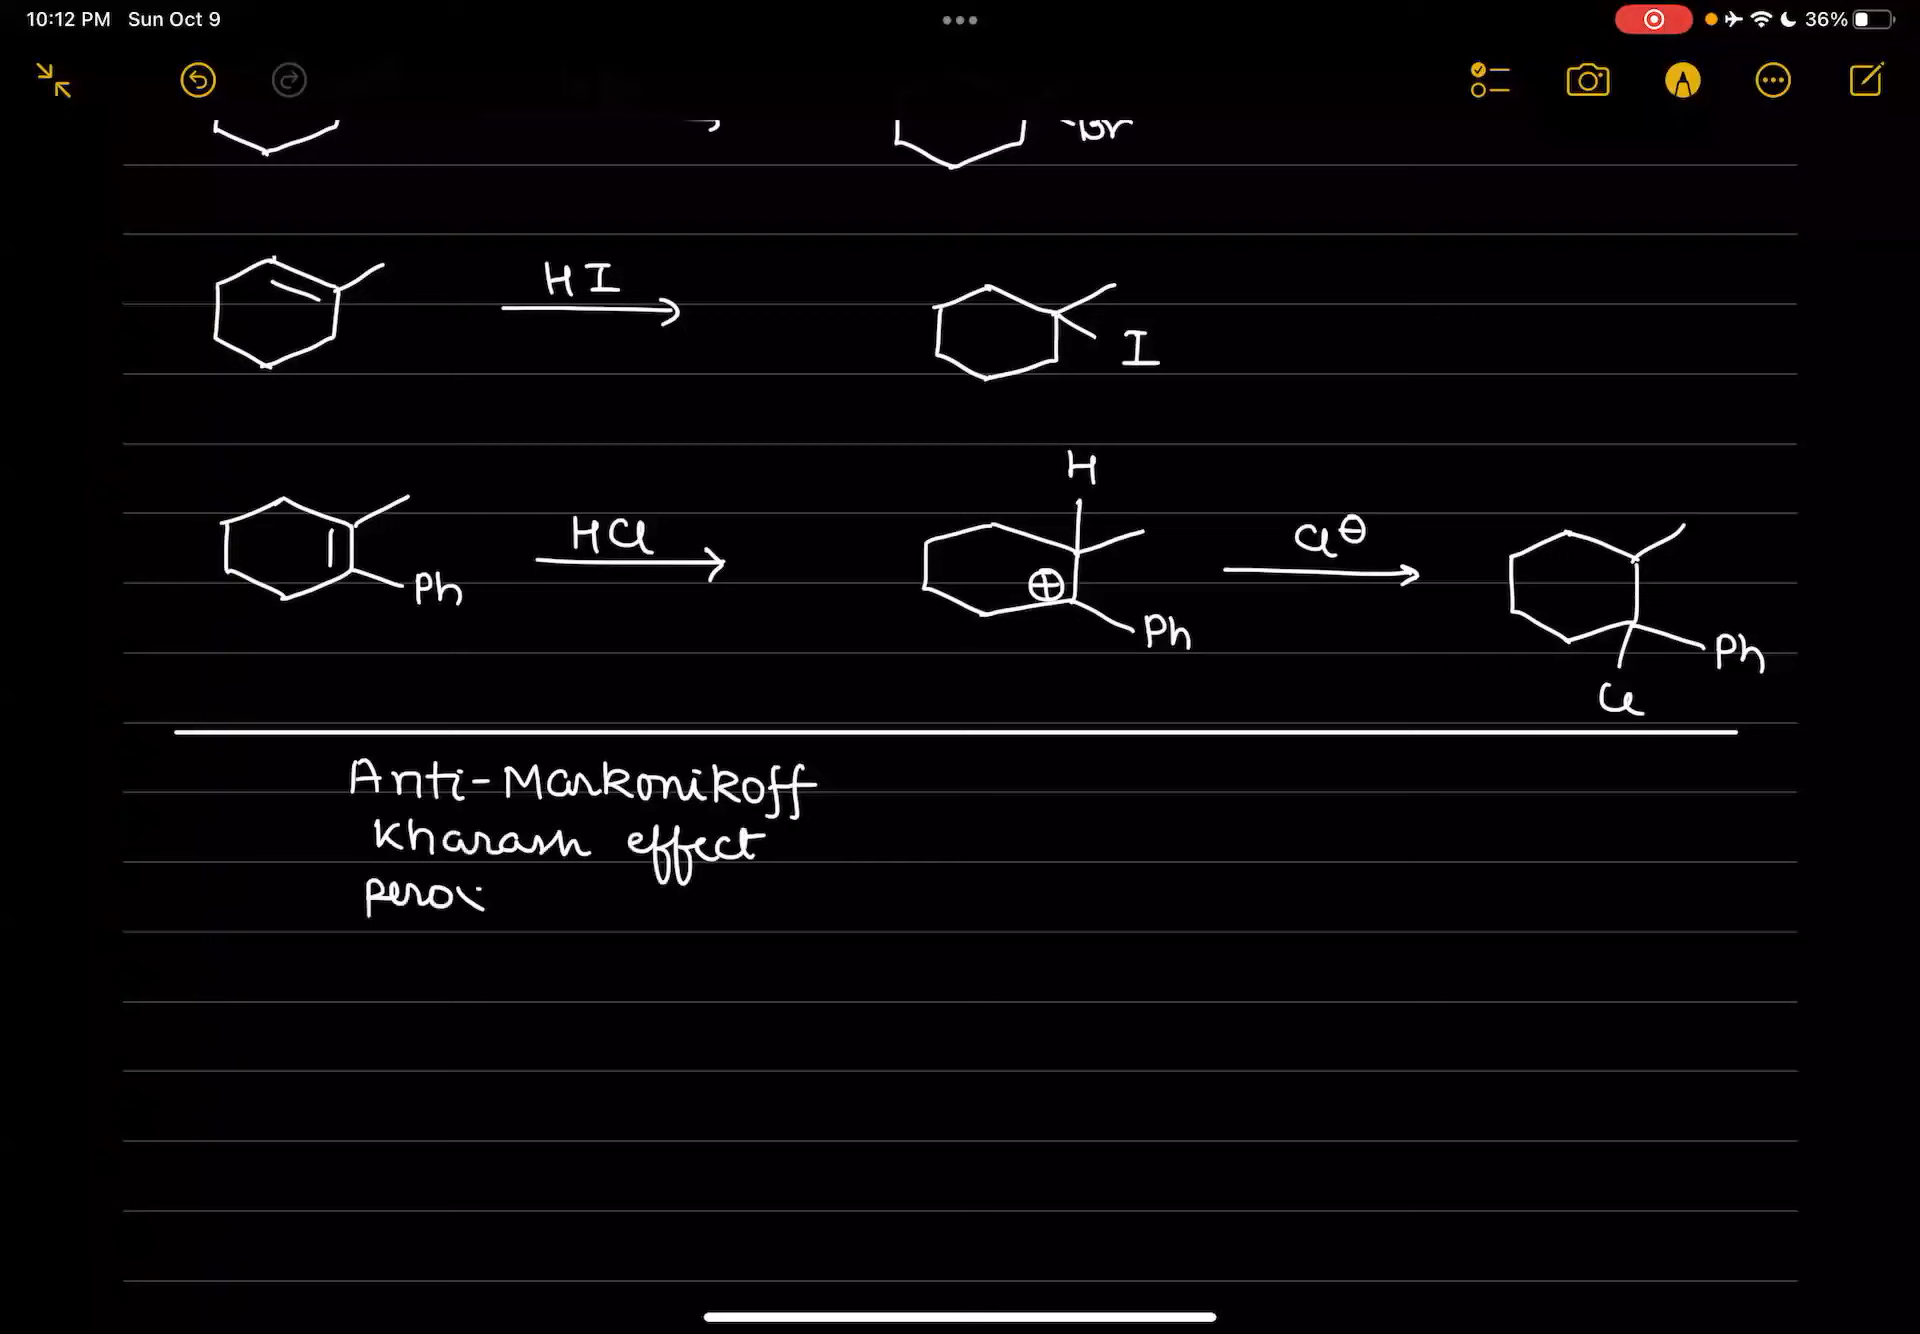 10:12 PM Sun Oct 9
36%
Br
HI
I
H
HCl
Cl⊖
⊕
Ph
Ph
Ph
Cl
Anti-Markonikoff
Kharash effect
perox